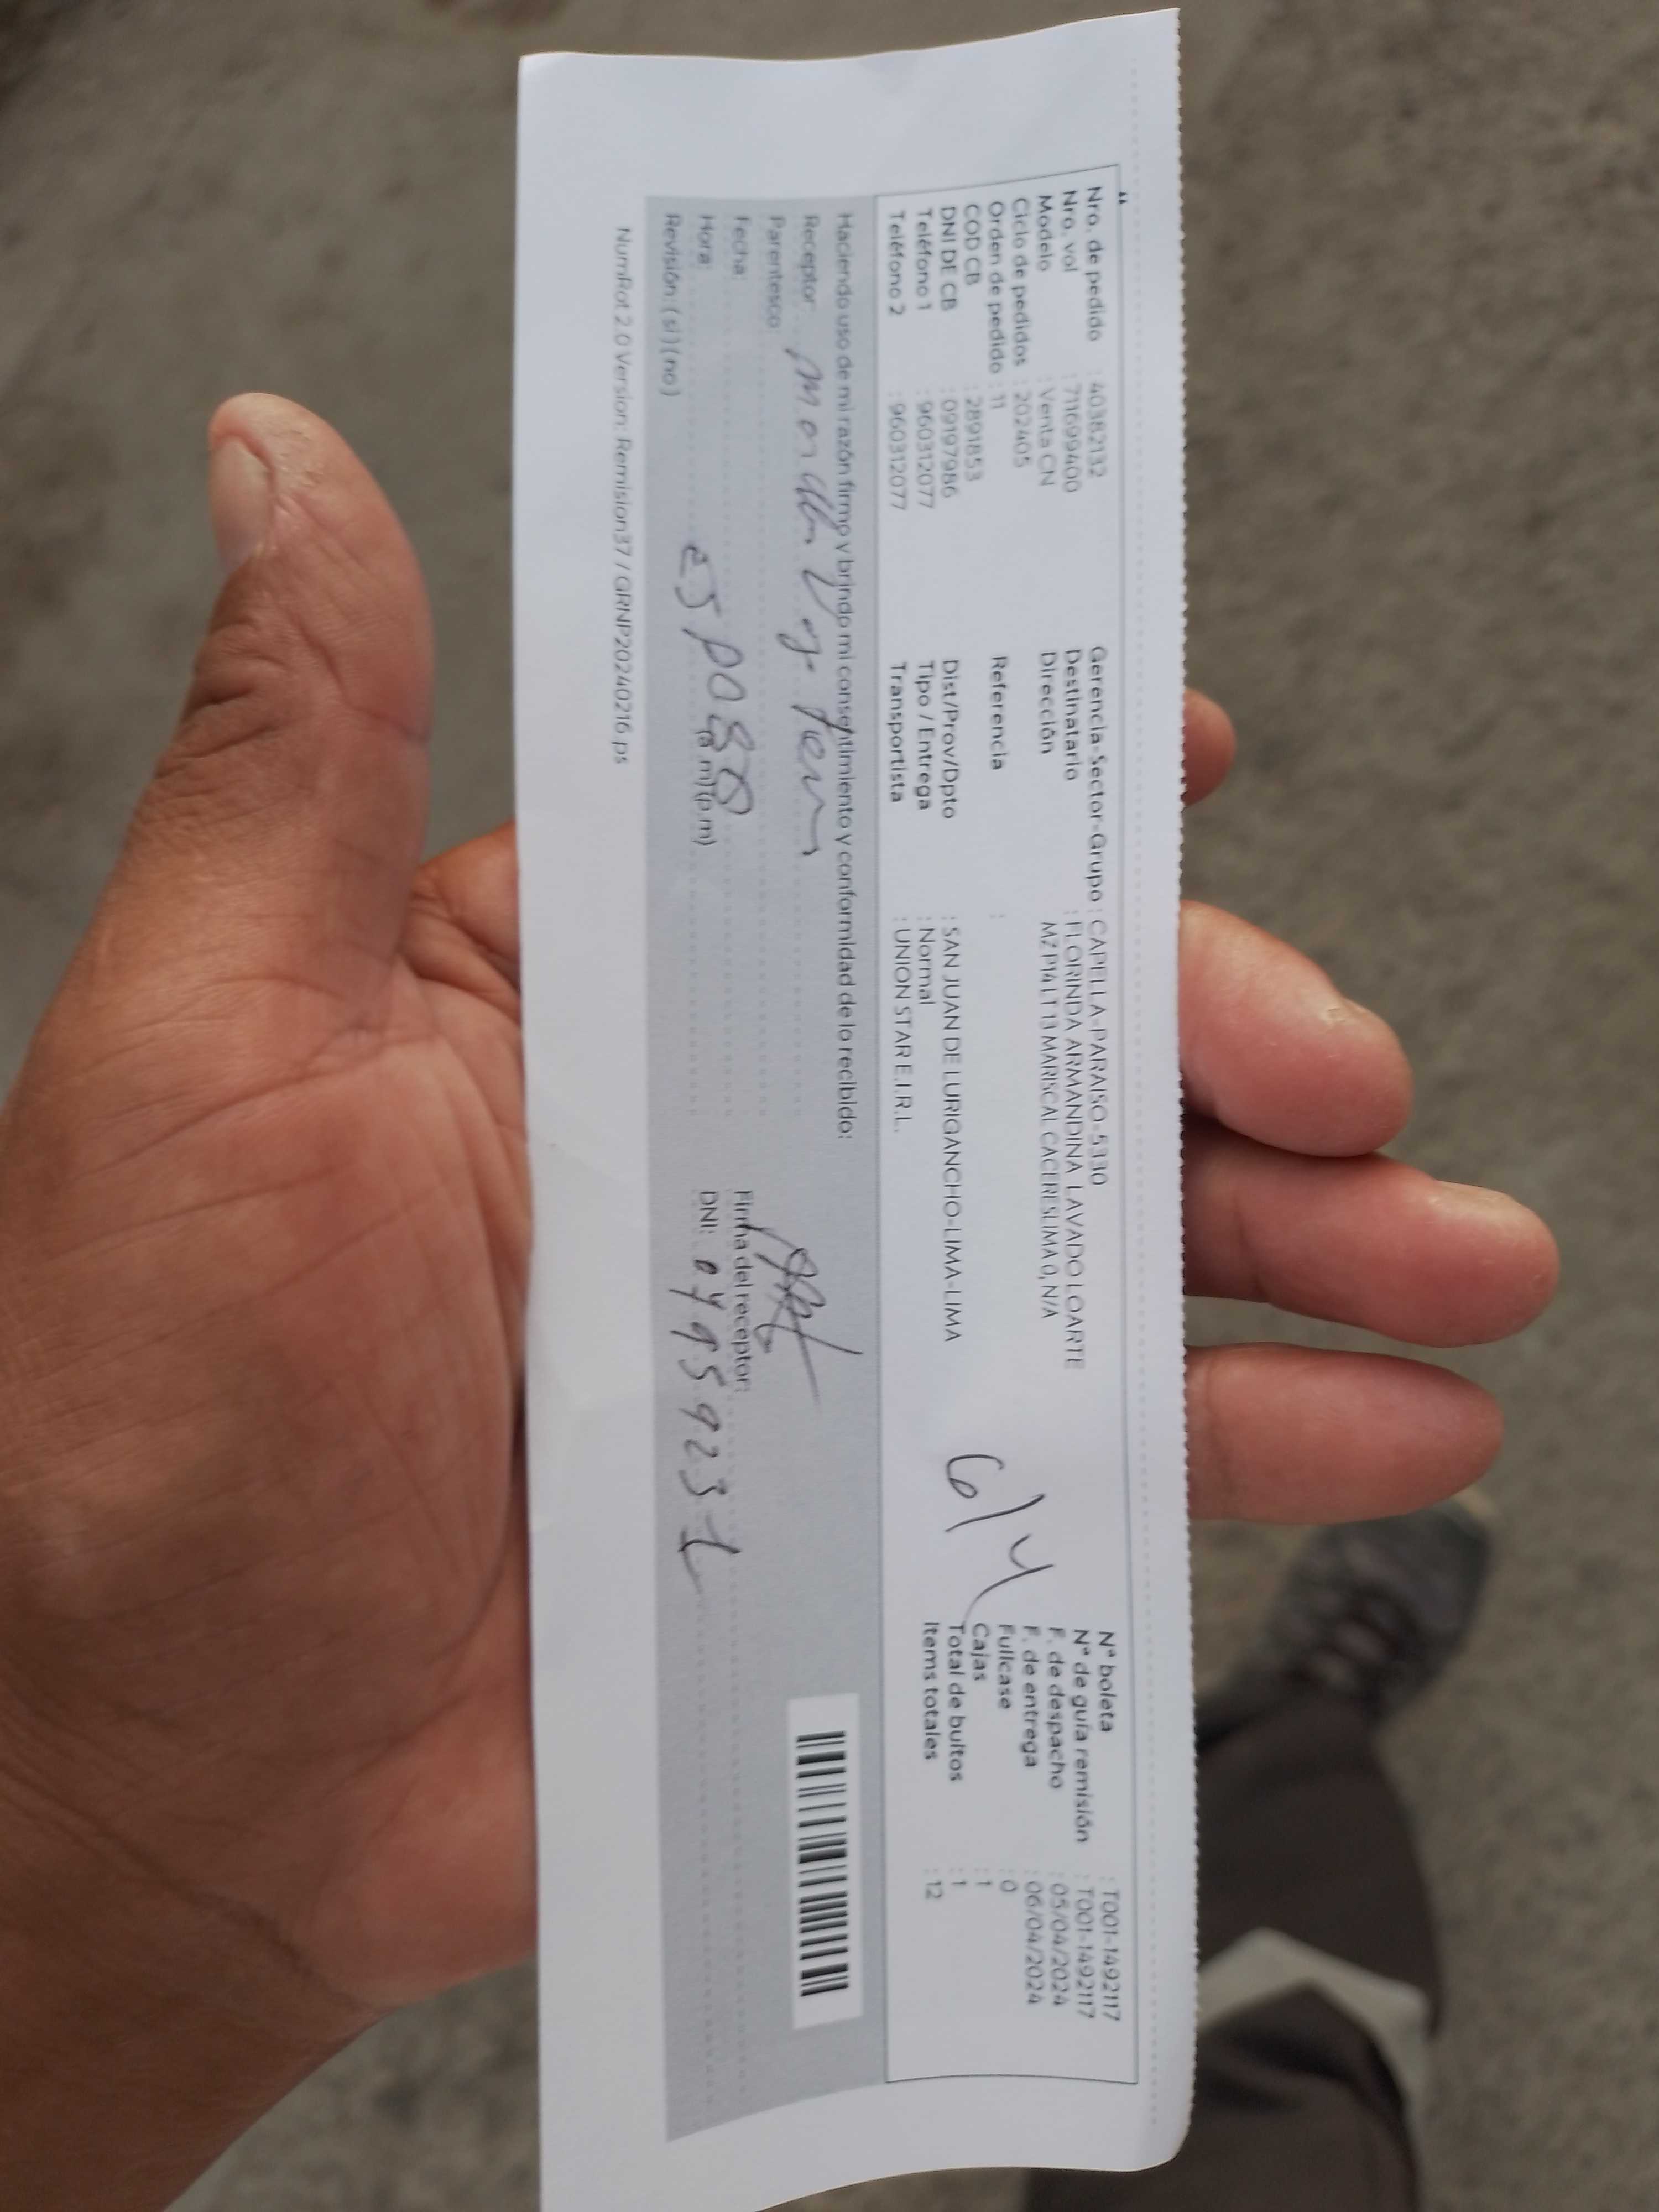 Nro. de pedido : 40382132
Nro. vol : 71699400
Modelo : Venta CN
Ciclo de pedidos : 202405
Orden de pedido : 11
COD CB : 2891853
DNI DE CB : 09197986
Teléfono 1 : 960312077
Teléfono 2 : 960312077
Gerencia-Sector-Grupo : CAPELLA-PARAISO-5330
Destinatario : FLORINDA ARMANDINA LAVADO LOARTE
Dirección MZ P14 LT 13 MARISCAL CACERESLIMA 0, N/A
Referencia :
Dist/Prov/Dpto : SAN JUAN DE LURIGANCHO-LIMA-LIMA
Tipo / Entrega : Normal
Transportista : UNION STAR E.I.R.L.
6/4
N° boleta : T001-1492117
N° de guía remisión : T001-1492117
F. de despacho : 05/04/2024
F. de entrega : 06/04/2024
Fullcase : 0
Cajas : 1
Total de bultos : 1
Items totales : 12
Haciendo uso de mi razón firmo y brindo mi consentimiento y conformidad de lo recibido:
Receptor:
Parentesco:
Fecha:
Hora: (a.m) (p.m)
Revisión: (si) (no)
esposo
Firma del receptor:
DNI:
NumRot 2.0 Version: Remision37 / GRNP20240216.ps